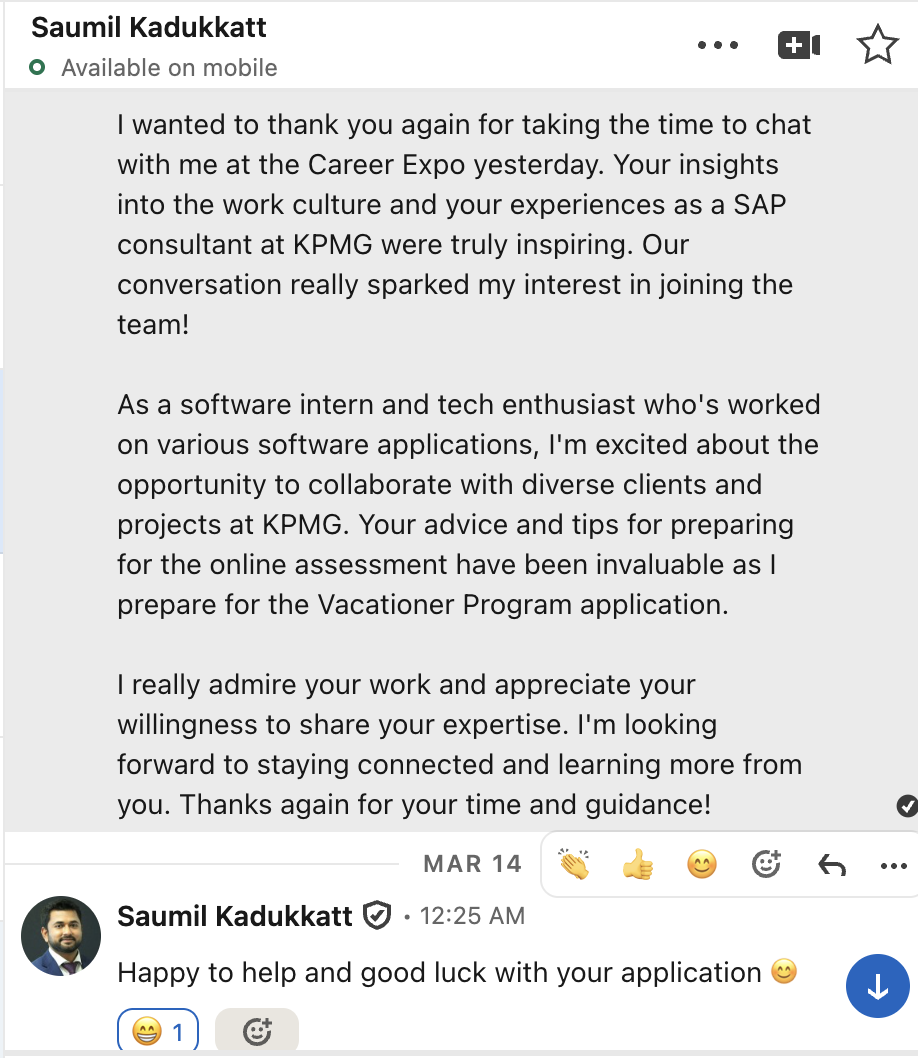 Saumil Kadukkatt
Available on mobile
I wanted to thank you again for taking the time to chat
with me at the Career Expo yesterday. Your insights
into the work culture and your experiences as a SAP
consultant at KPMG were truly inspiring. Our
conversation really sparked my interest in joining the
team!
As a software intern and tech enthusiast who's worked
on various software applications, I'm excited about the
opportunity to collaborate with diverse clients and
projects at KPMG. Your advice and tips for preparing
for the online assessment have been invaluable as I
prepare for the Vacationer Program application.
I really admire your work and appreciate your
willingness to share your expertise. I'm looking
forward to staying connected and learning more from
you. Thanks again for your time and guidance!
MAR 14
Saumil Kadukkatt • 12:25 AM
Happy to help and good luck with your application 😊
😁 1